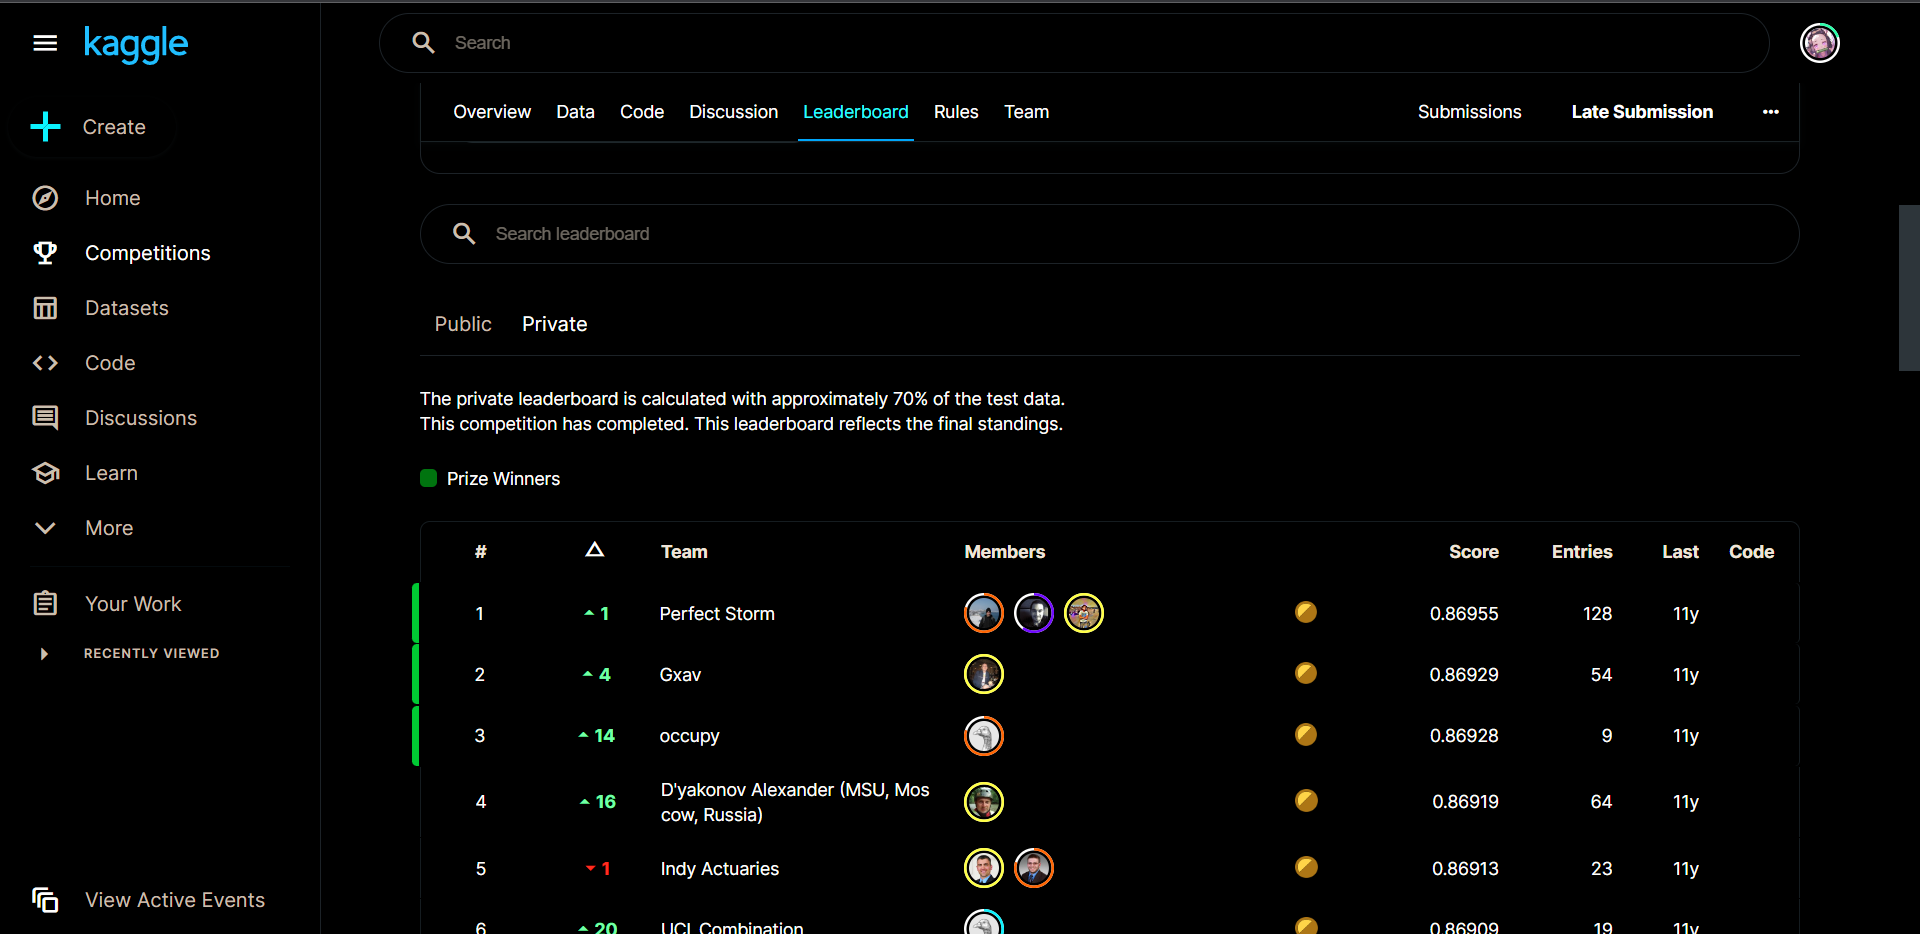 kaggle
Search
Create
Home
Competitions
Datasets
Code
Discussions
Learn
More
Your Work
RECENTLY VIEWED
View Active Events
Overview Data Code Discussion Leaderboard Rules Team Submissions Late Submission
Search leaderboard
Public Private
The private leaderboard is calculated with approximately 70% of the test data.
This competition has completed. This leaderboard reflects the final standings.
Prize Winners
# Team Members Score Entries Last Code
1 1 Perfect Storm 0.86955 128 11y
2 4 Gxav 0.86929 54 11y
3 14 occupy 0.86928 9 11y
4 16 D'yakonov Alexander (MSU, Mos
cow, Russia) 0.86919 64 11y
5 1 Indy Actuaries 0.86913 23 11y
6 20 UCI Combination 0.86909 19 11y